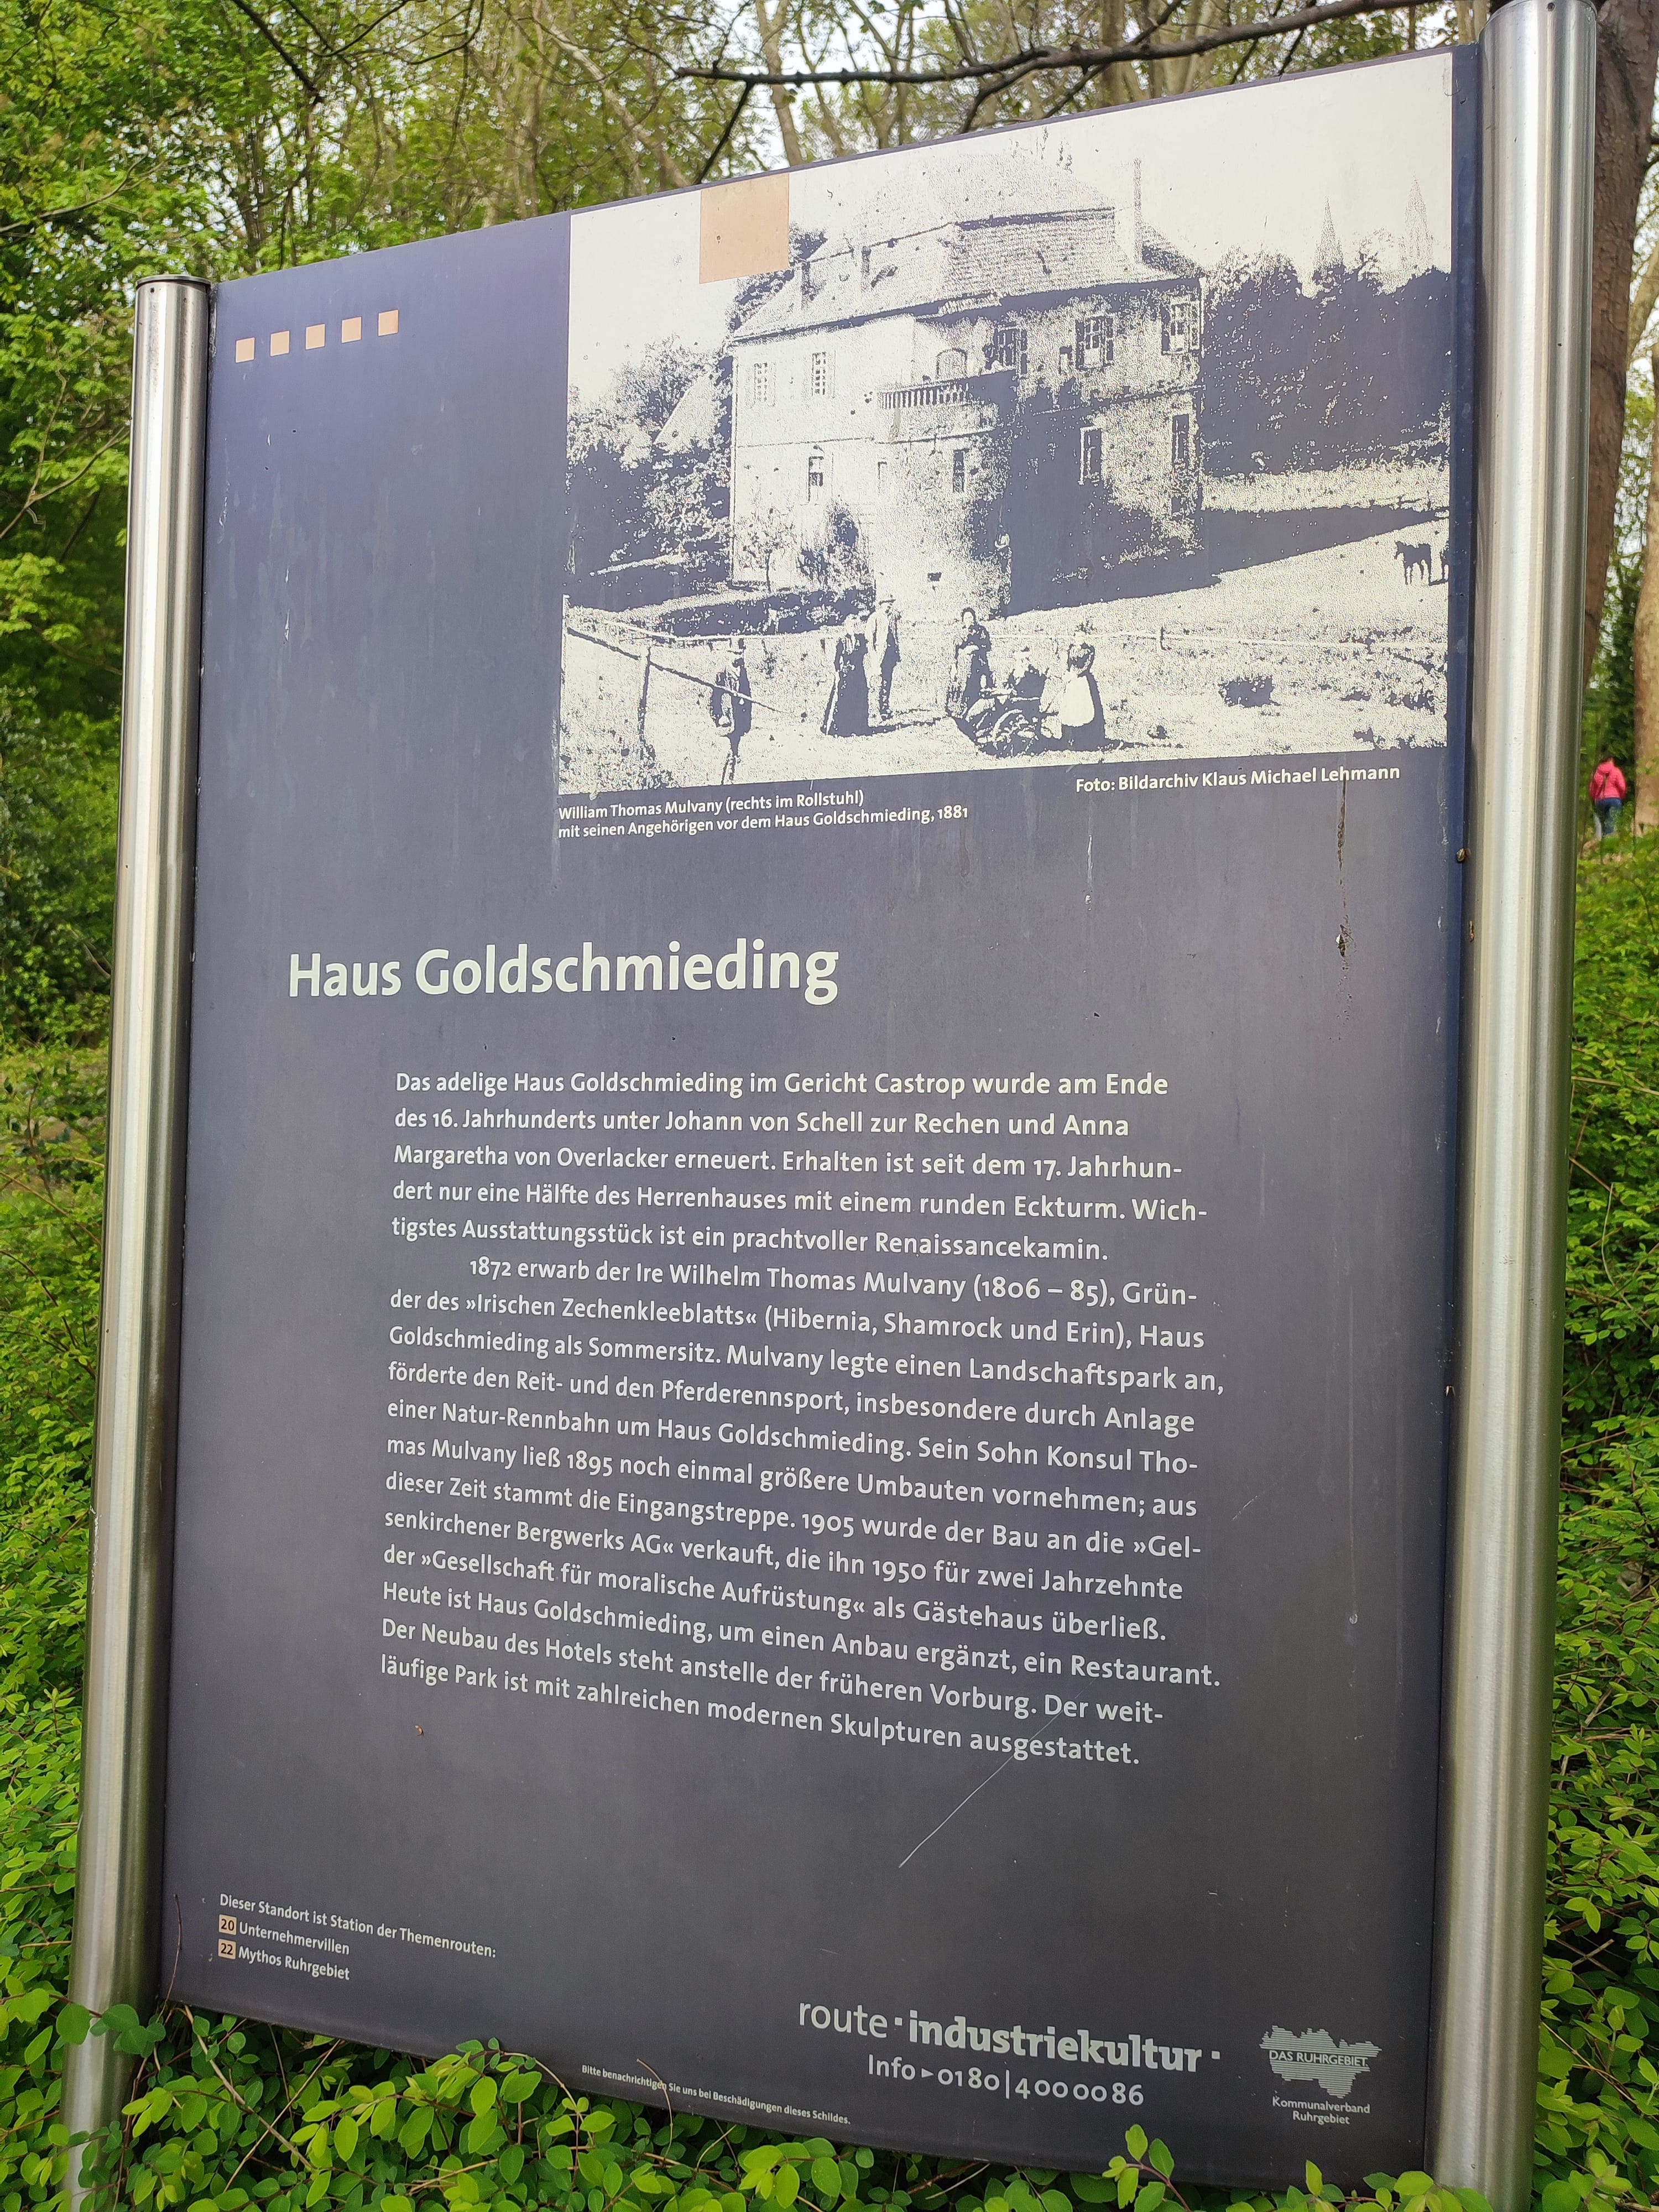 William Thomas Mulvany (rechts im Rollstuhl)
mit seinen Angehörigen vor dem Haus Goldschmieding, 1881
Foto: Bildarchiv Klaus Michael Lehmann
Haus Goldschmieding
Das adelige Haus Goldschmieding im Gericht Castrop wurde am Ende
des 16. Jahrhunderts unter Johann von Schell zur Rechen und Anna
Margaretha von Overlacker erneuert. Erhalten ist seit dem 17. Jahrhun-
dert nur eine Hälfte des Herrenhauses mit einem runden Eckturm. Wich-
tigstes Ausstattungsstück ist ein prachtvoller Renaissancekamin.
1872 erwarb der Ire Wilhelm Thomas Mulvany (1806 – 85), Grün-
der des »Irischen Zechenkleeblatts« (Hibernia, Shamrock und Erin), Haus
Goldschmieding als Sommersitz. Mulvany legte einen Landschaftspark an,
förderte den Reit- und den Pferderennsport, insbesondere durch Anlage
einer Natur-Rennbahn um Haus Goldschmieding. Sein Sohn Konsul Tho-
mas Mulvany ließ 1895 noch einmal größere Umbauten vornehmen; aus
dieser Zeit stammt die Eingangstreppe. 1905 wurde der Bau an die »Gel-
senkirchener Bergwerks AG« verkauft, die ihn 1950 für zwei Jahrzehnte
der »Gesellschaft für moralische Aufrüstung« als Gästehaus überließ.
Heute ist Haus Goldschmieding, um einen Anbau ergänzt, ein Restaurant.
Der Neubau des Hotels steht anstelle der früheren Vorburg. Der weit-
läufige Park ist mit zahlreichen modernen Skulpturen ausgestattet.
Dieser Standort ist Station der Themenrouten:
20 Unternehmervillen
22 Mythos Ruhrgebiet
route · industriekultur ·
Info ► 0180|4000086
DAS RUHRGEBIET.
Kommunalverband
Ruhrgebiet
Bitte benachrichtigen Sie uns bei Beschädigungen dieses Schildes.